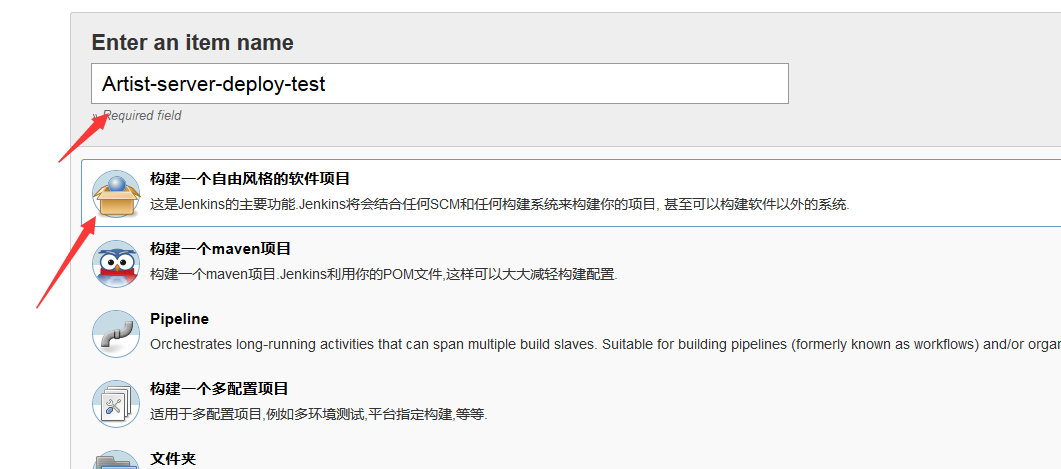 Enter an item name
Artist-server-deploy-test
» Required field
构建一个自由风格的软件项目
这是Jenkins的主要功能.Jenkins将会结合任何SCM和任何构建系统来构建你的项目, 甚至可以构建软件以外的系统.
构建一个maven项目
构建一个maven项目.Jenkins利用你的POM文件,这样可以大大减轻构建配置.
Pipeline
Orchestrates long-running activities that can span multiple build slaves. Suitable for building pipelines (formerly known as workflows) and/or
构建一个多配置项目
适用于多配置项目,例如多环境测试,平台指定构建,等等.
文件夹